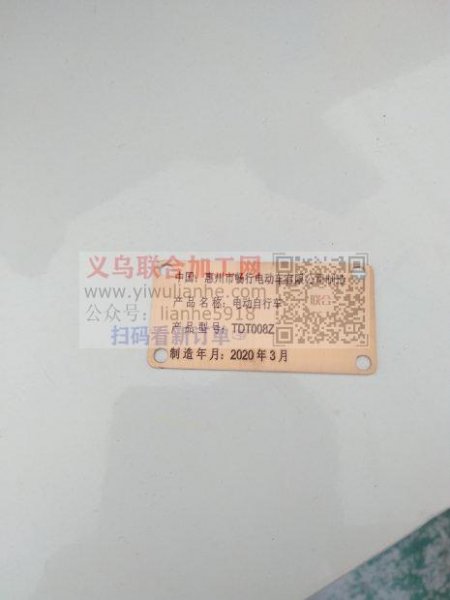 义乌联合加工网
中国：惠州市畅行电动车有限公司制造
www.yiwulianhe.com
产品名称：电动自行车
公众号：lianhe5918
产品型号：TDT008Z
扫码看新订单
制造年月：2020年3月
联合